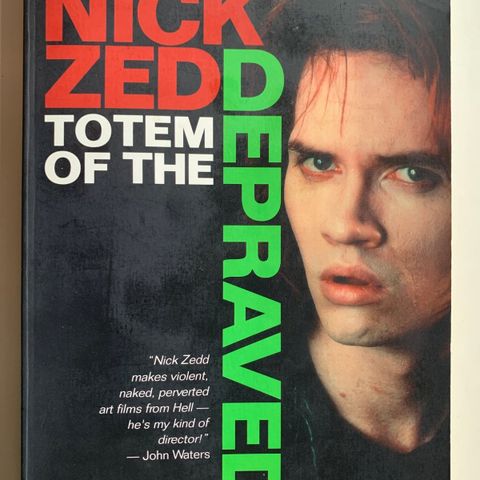 NICK
ZEDD
TOTEM
OF THE
DEPRAVED
"Nick Zedd
makes violent,
naked, perverted
art films from Hell —
he's my kind of
director!"
— John Waters